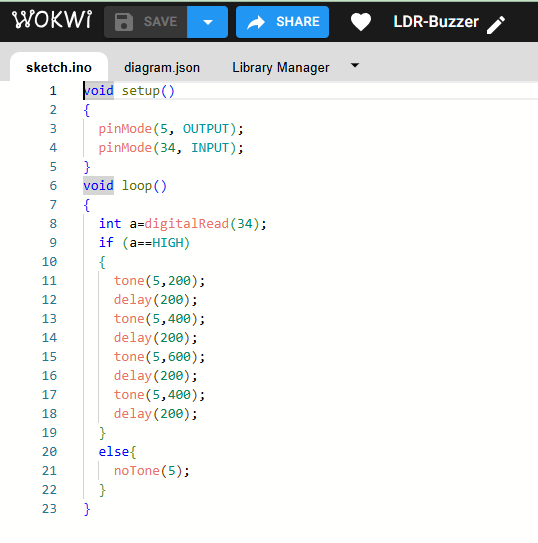 WOKWI SAVE SHARE LDR-Buzzer
sketch.ino diagram.json Library Manager
1 void setup()
2 {
3 pinMode(5, OUTPUT);
4 pinMode(34, INPUT);
5 }
6 void loop()
7 {
8 int a=digitalRead(34);
9 if (a==HIGH)
10 {
11 tone(5,200);
12 delay(200);
13 tone(5,400);
14 delay(200);
15 tone(5,600);
16 delay(200);
17 tone(5,400);
18 delay(200);
19 }
20 else{
21 noTone(5);
22 }
23 }